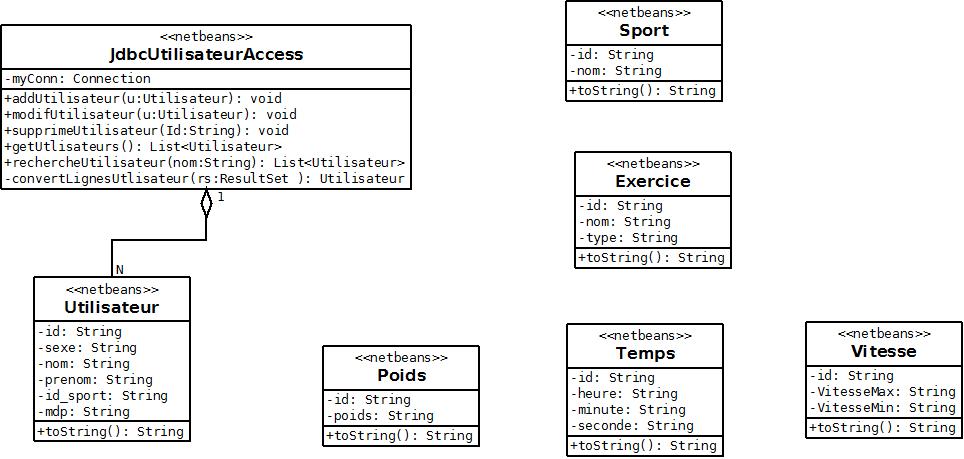 <<netbeans>>
JdbcUtilisateurAccess
-myConn: Connection
+addUtilisateur(u:Utilisateur): void
+modifUtilisateur(u:Utilisateur): void
+supprimeUtilisateur(Id:String): void
+getUtlisateurs(): List<Utilisateur>
+rechercheUtilisateur(nom:String): List<Utilisateur>
-convertLignesUtlisateur(rs:ResultSet ): Utilisateur
1
N
<<netbeans>>
Utilisateur
-id: String
-sexe: String
-nom: String
-prenom: String
-id_sport: String
-mdp: String
+toString(): String
<<netbeans>>
Poids
-id: String
-poids: String
+toString(): String
<<netbeans>>
Sport
-id: String
-nom: String
+toString(): String
<<netbeans>>
Exercice
-id: String
-nom: String
-type: String
+toString(): String
<<netbeans>>
Temps
-id: String
-heure: String
-minute: String
-seconde: String
+toString(): String
<<netbeans>>
Vitesse
-id: String
-VitesseMax: String
-VitesseMin: String
+toString(): String